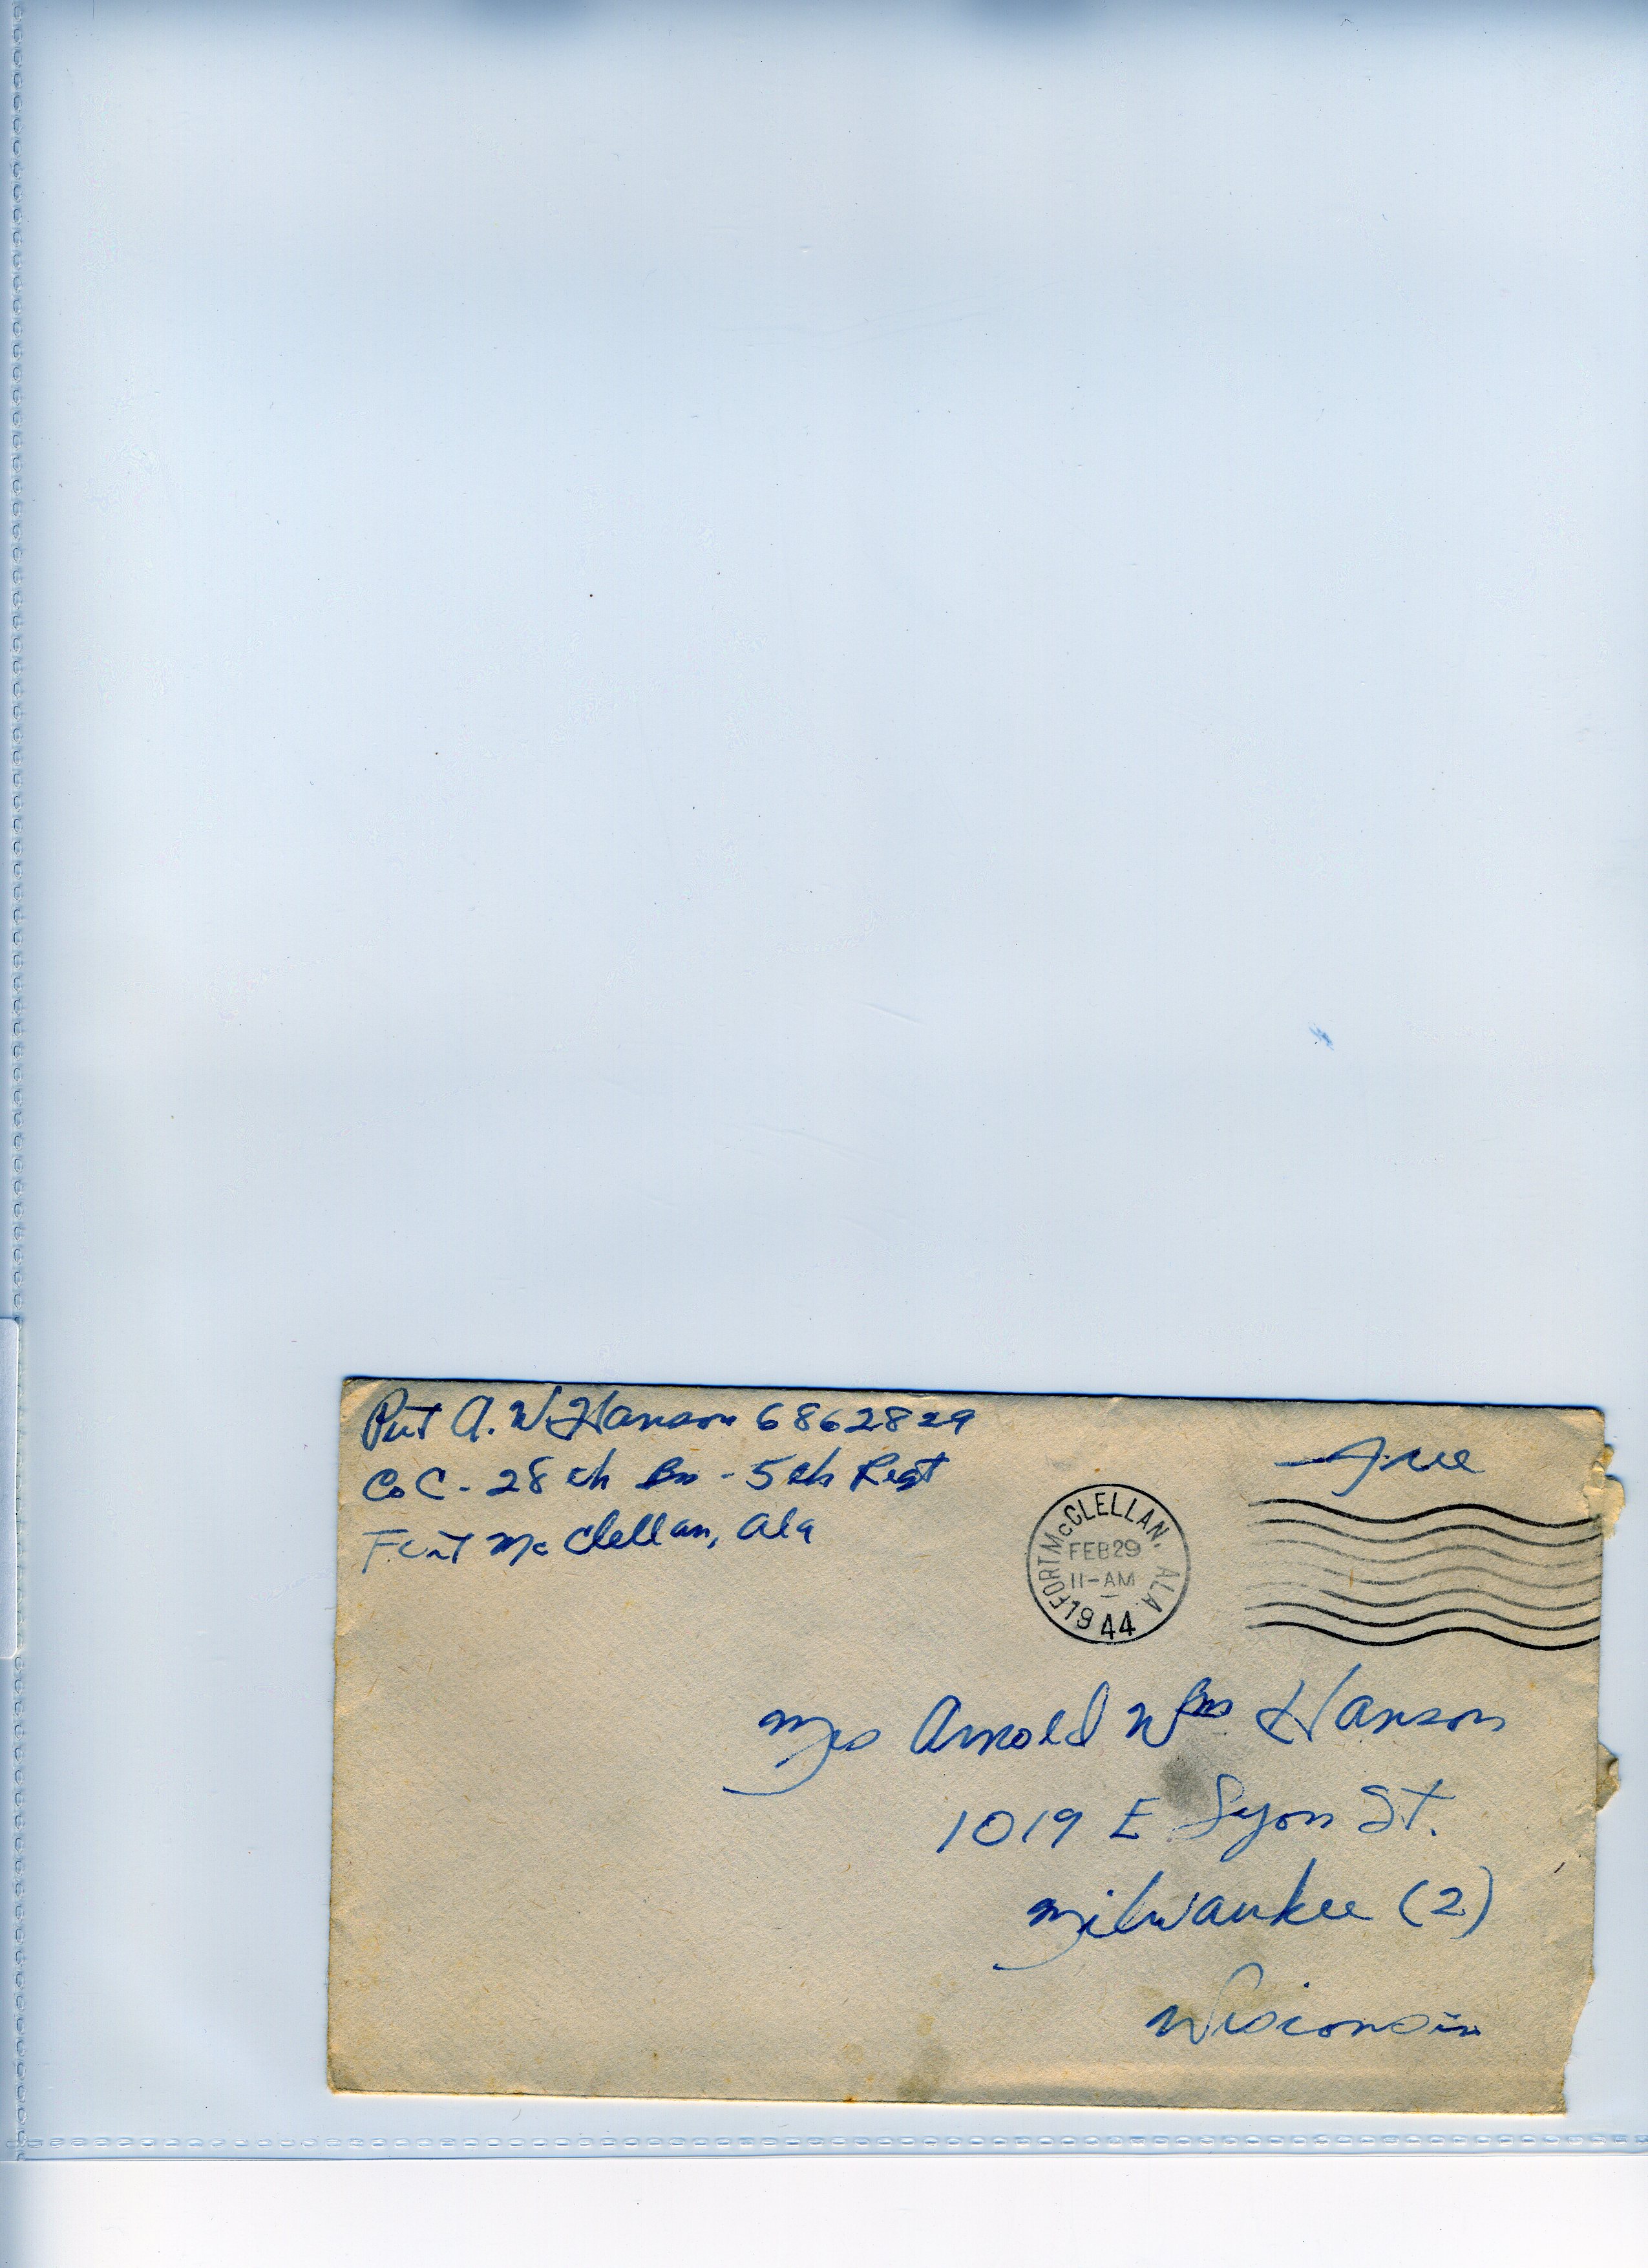 Pvt A. W. Hanson 6862829
Co C. - 28th Bn - 5th Regt
Fort McClellan, Ala
Free
FORT McCLELLAN, ALA
FEB 29
11-AM
1944
Mrs Arnold Wm Hanson
1019 E Lyon St.
Milwaukee (2)
Wisconsin